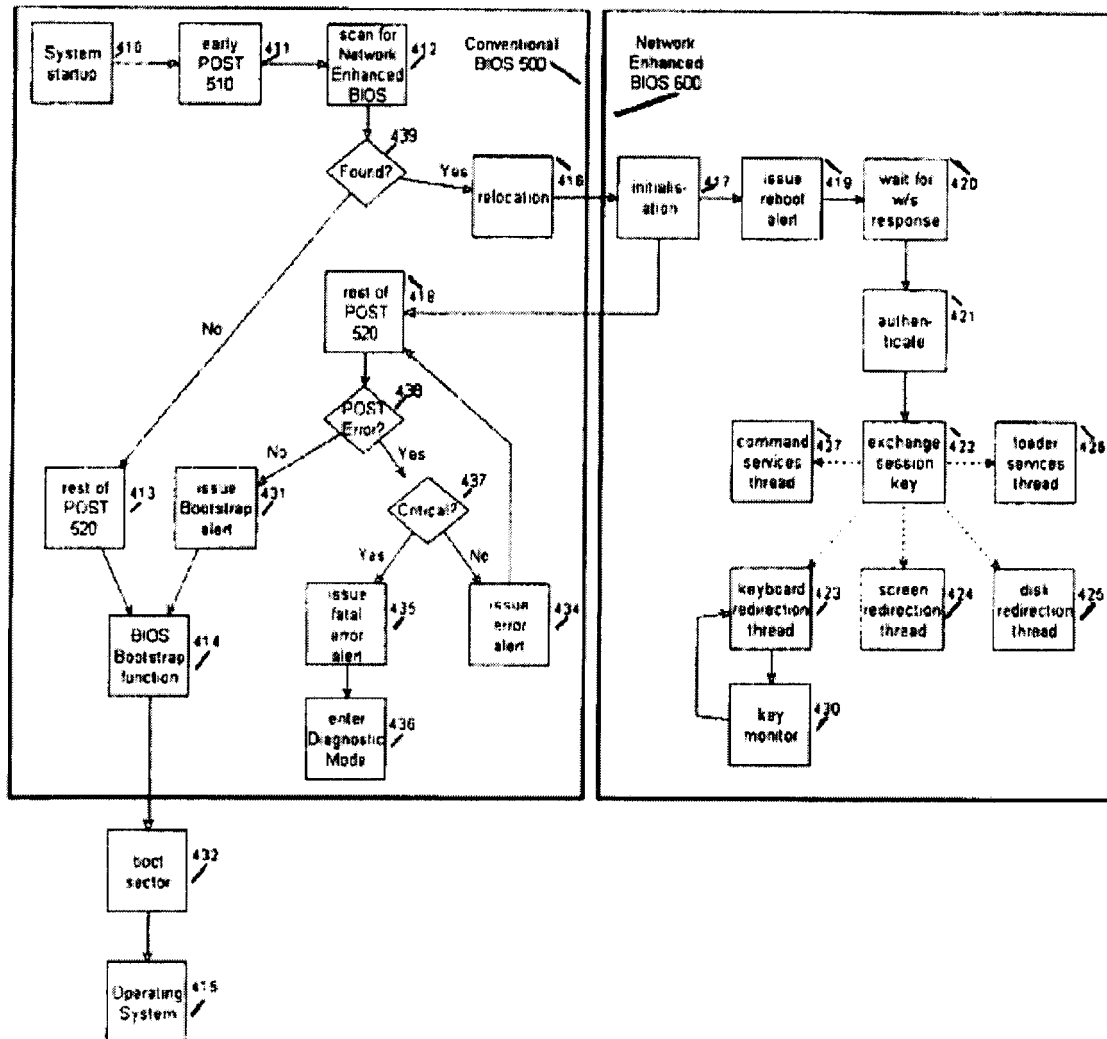 System
startup
410
early
POST
510
411
scan for
Network
Enhanced
BIOS
412
Conventional
BIOS 500
Network
Enhanced
BIOS 600
Found?
439
Yes
No
relocation
416
initialis-
ation
417
issue
reboot
alert
419
wait for
w/s
response
420
rest of
POST
520
418
authen-
ticate
421
POST
Error?
438
No
Yes
command
services
thread
427
exchange
session
key
422
loader
services
thread
426
rest of
POST
520
413
issue
Bootstrap
alert
431
Critical?
437
Yes
No
issue
fatal
error
alert
435
issue
error
alert
434
keyboard
redirection
thread
423
screen
redirection
thread
424
disk
redirection
thread
425
BIOS
Bootstrap
function
414
enter
Diagnostic
Mode
436
key
monitor
430
boot
sector
432
Operating
System
415